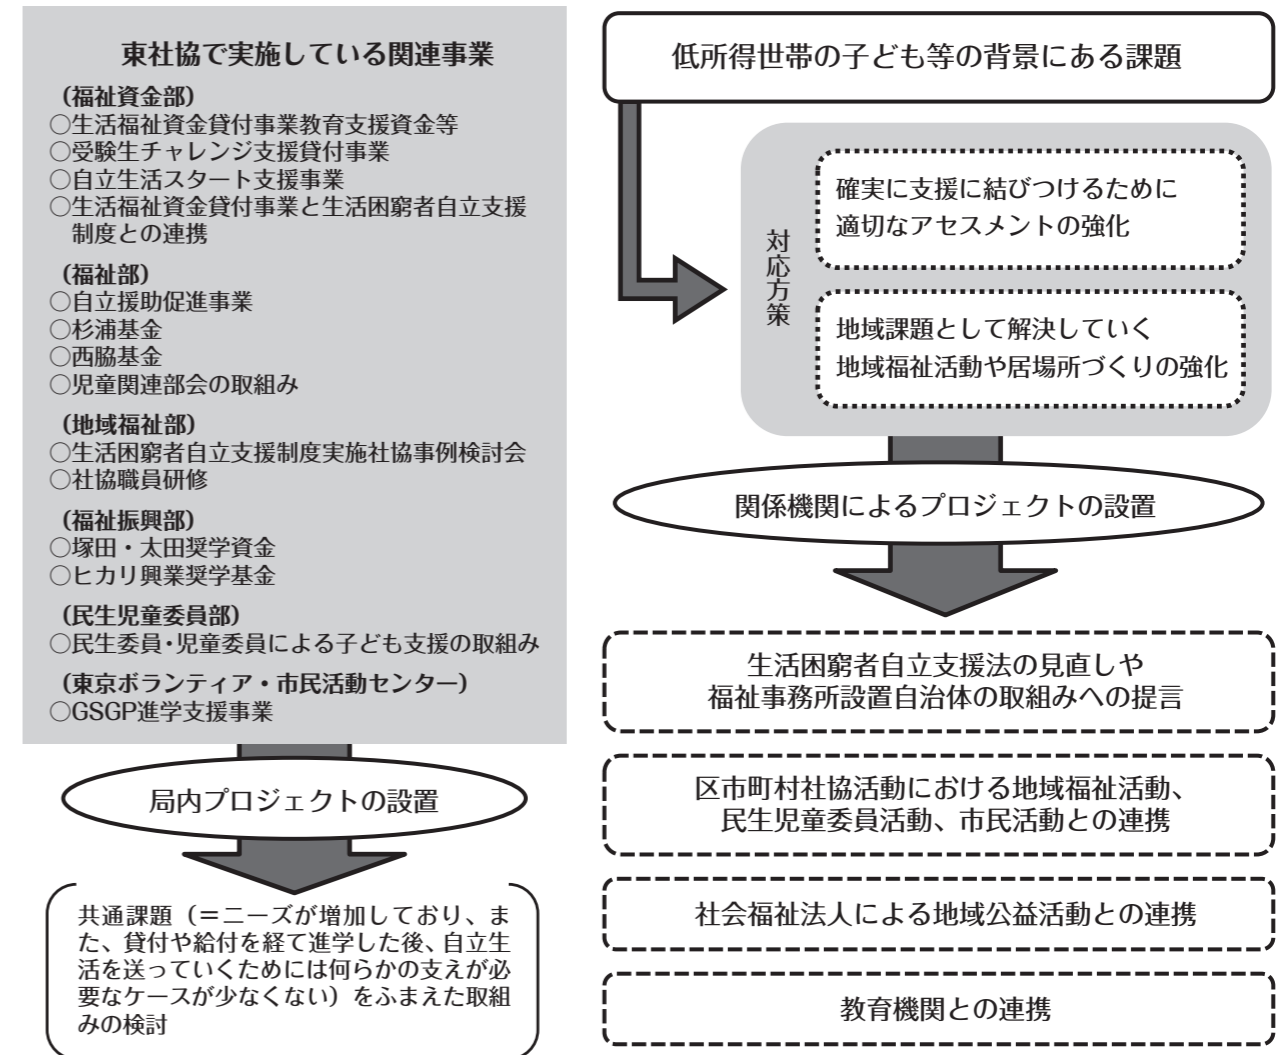 東社協で実施している関連事業
（福祉資金部）
○生活福祉資金貸付事業教育支援資金等
○受験生チャレンジ支援貸付事業
○自立生活スタート支援事業
○生活福祉資金貸付事業と生活困窮者自立支援
制度との連携
（福祉部）
○自立援助促進事業
○杉浦基金
○西脇基金
○児童関連部会の取組み
（地域福祉部）
○生活困窮者自立支援制度実施社協事例検討会
○社協職員研修
（福祉振興部）
○塚田・太田奨学資金
○ヒカリ興業奨学基金
（民生児童委員部）
○民生委員・児童委員による子ども支援の取組み
（東京ボランティア・市民活動センター）
○GSGP進学支援事業
局内プロジェクトの設置
共通課題（＝ニーズが増加しており、ま
た、貸付や給付を経て進学した後、自立生
活を送っていくためには何らかの支えが必
要なケースが少なくない）をふまえた取組
みの検討
低所得世帯の子ども等の背景にある課題
対応方策
確実に支援に結びつけるために
適切なアセスメントの強化
地域課題として解決していく
地域福祉活動や居場所づくりの強化
関係機関によるプロジェクトの設置
生活困窮者自立支援法の見直しや
福祉事務所設置自治体の取組みへの提言
区市町村社協活動における地域福祉活動、
民生児童委員活動、市民活動との連携
社会福祉法人による地域公益活動との連携
教育機関との連携